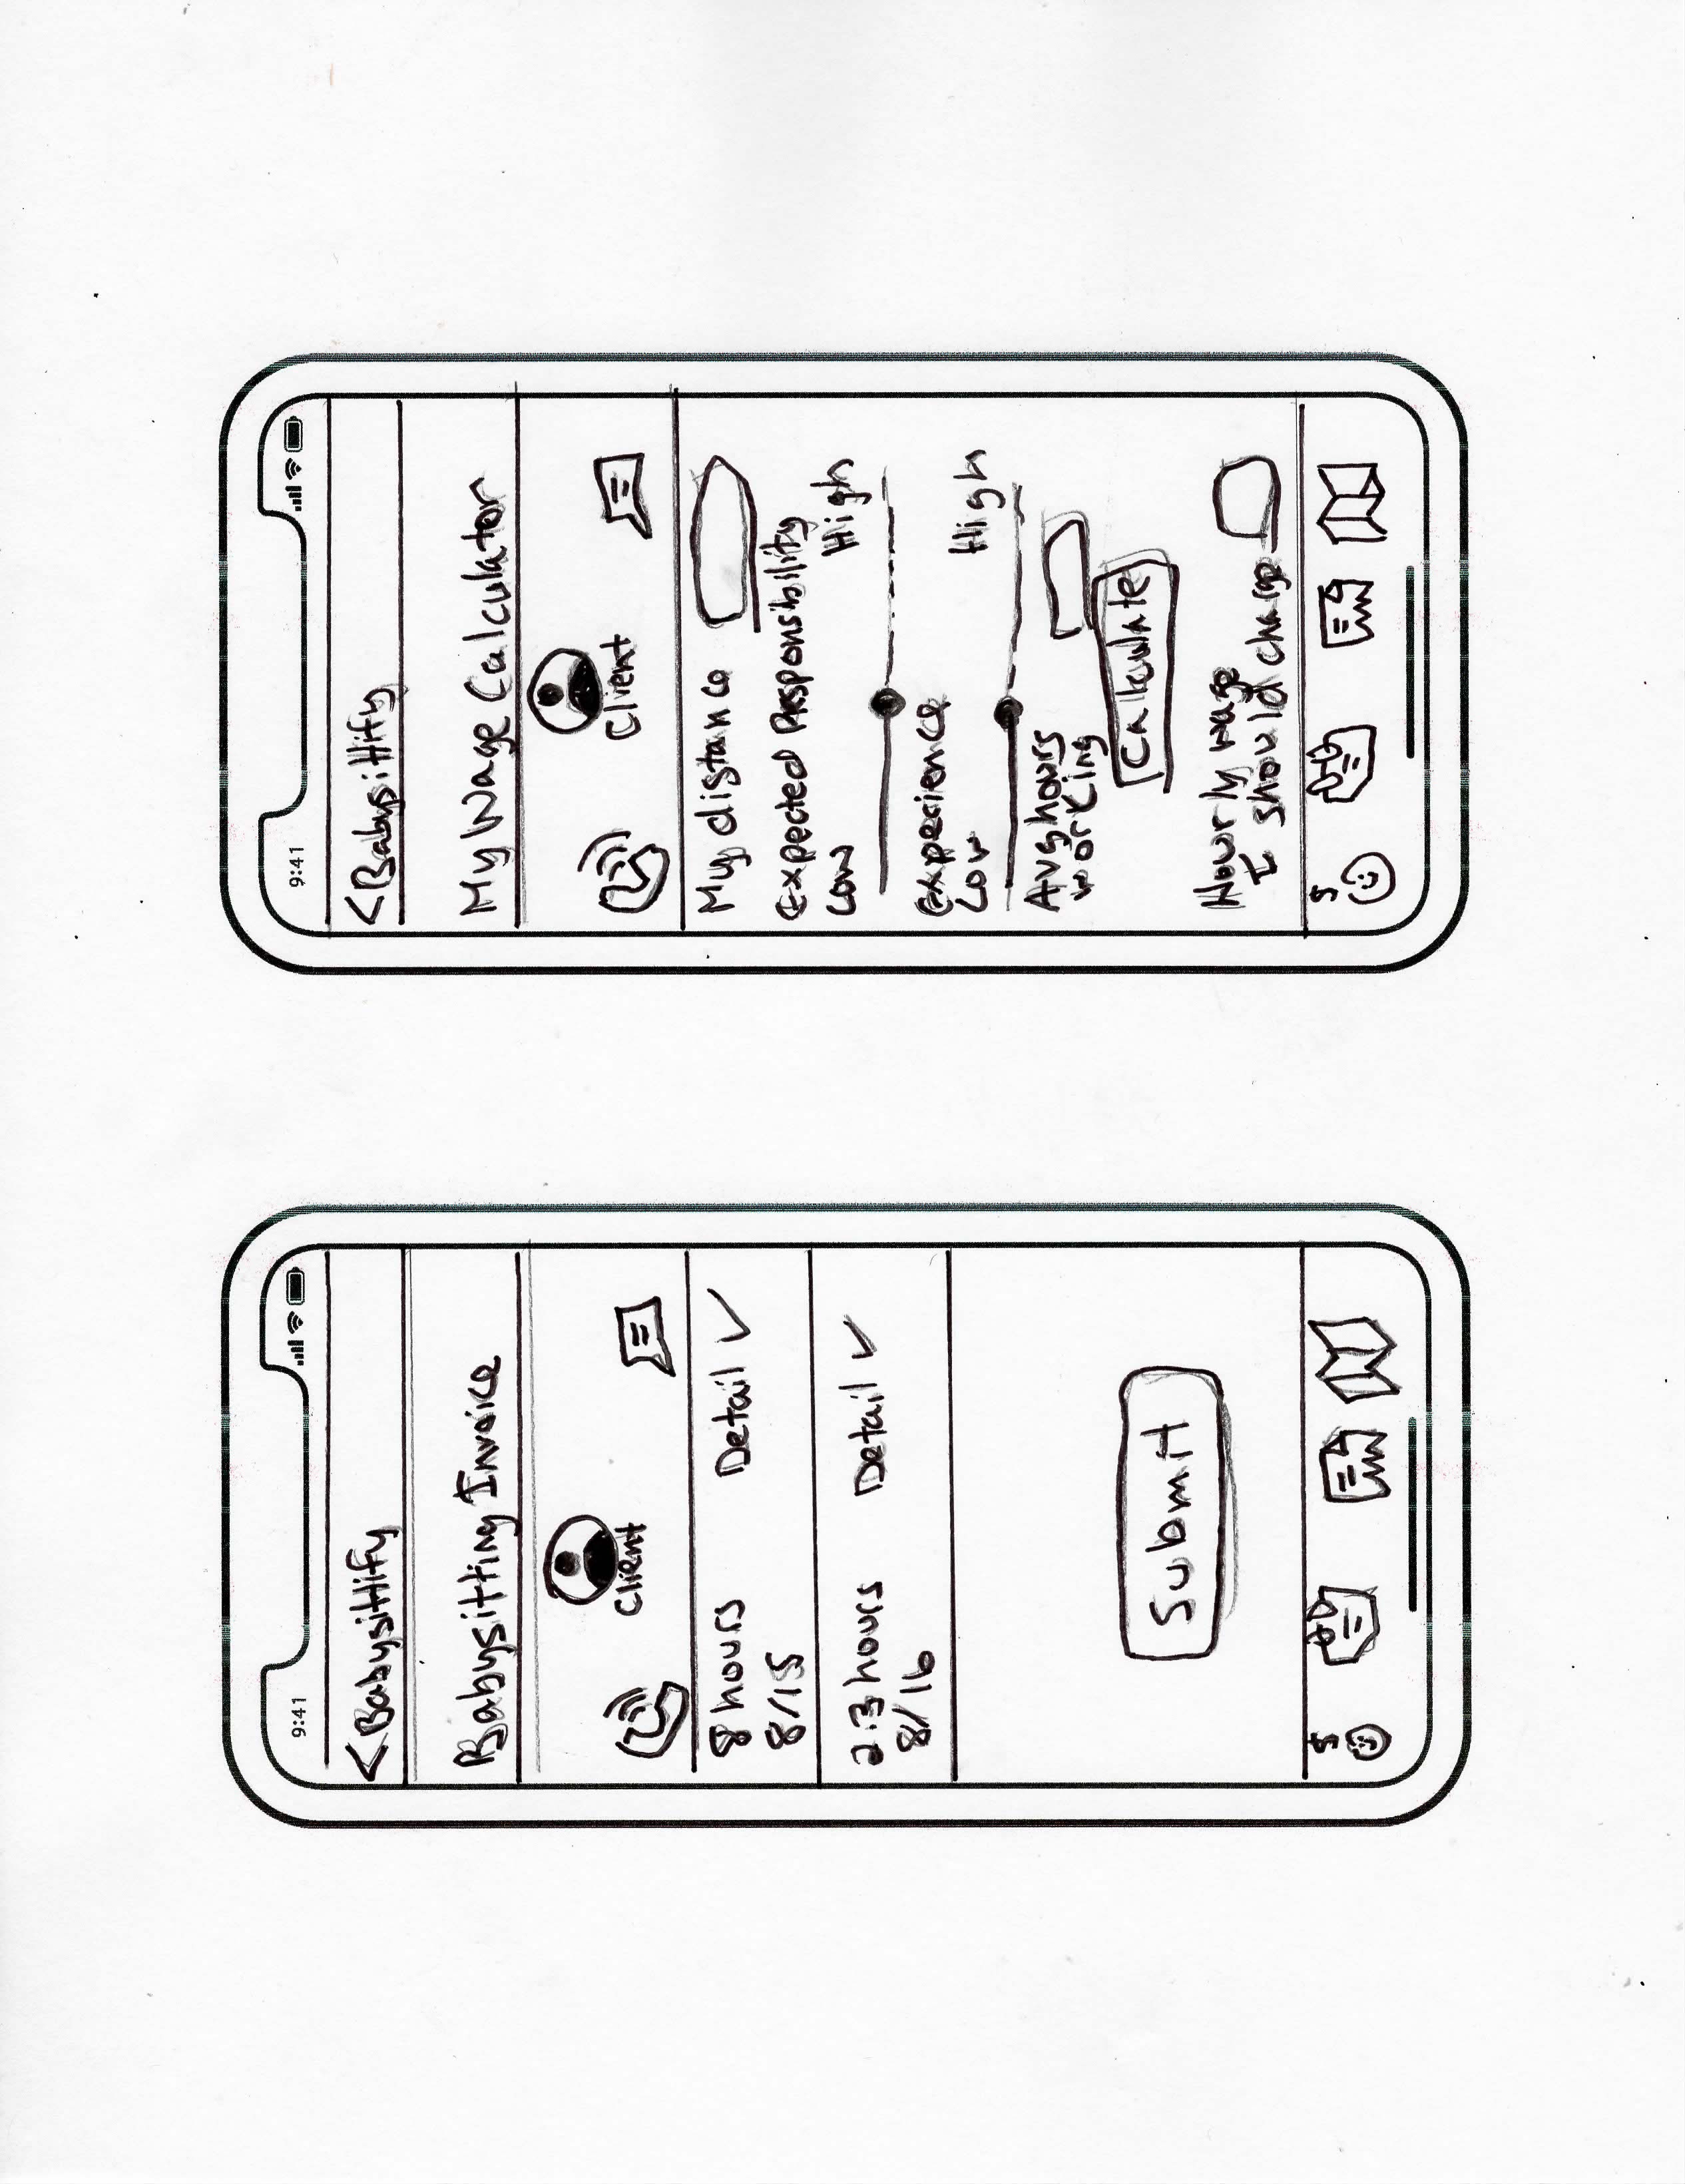 9:41
< Babysittify
Babysitting Invoice
Client
8 hours Detail
8/15
2.3 hours Detail
8/16
Submit
$
9:41
< Babysittify
My Wage Calculator
Client
My distance
Expected Responsibility
Low High
Experience
Low High
Avg hours
working
Calculate
Hourly wage
I should charge
$